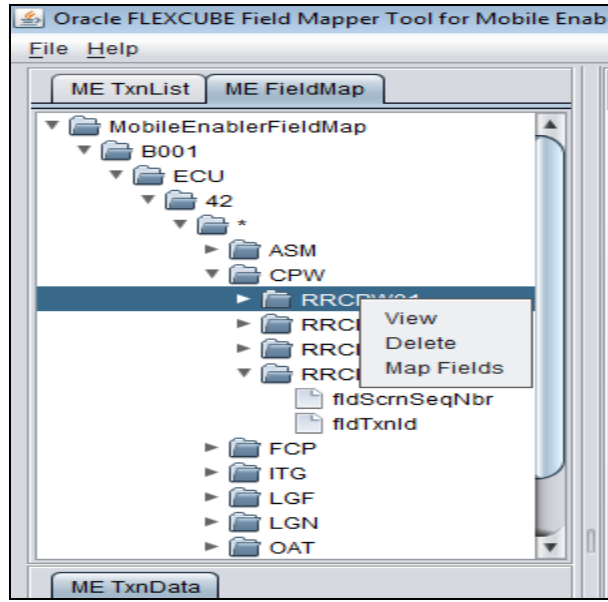 Oracle FLEXCUBE Field Mapper Tool for Mobile Enab
File Help
ME TxnList ME FieldMap
MobileEnablerFieldMap
B001
ECU
42
*
ASM
CPW
RRCPW01
View
Delete
Map Fields
fldScrnSeqNbr
fldTxnId
FCP
ITG
LGF
LGN
OAT
ME TxnData